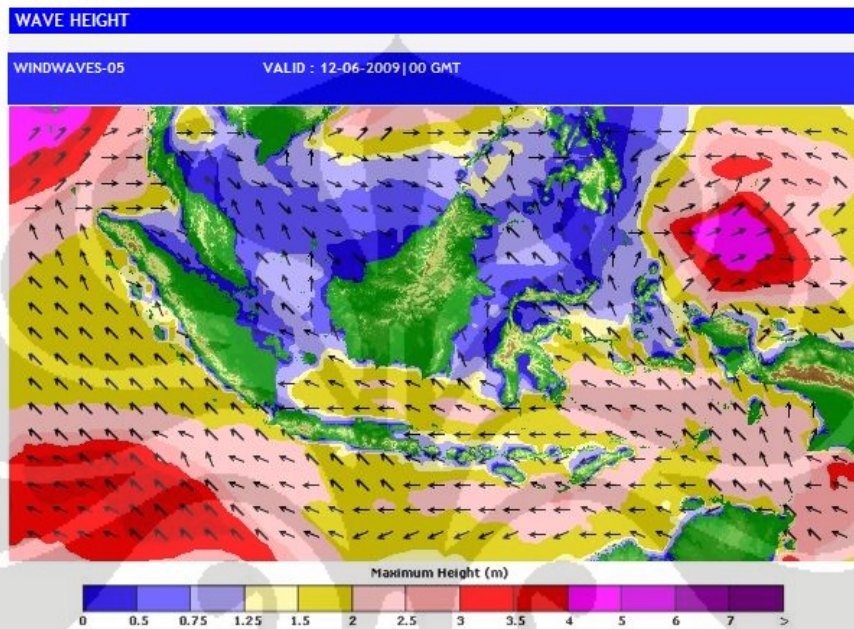 WAVE HEIGHT
WINDWAVES-05 VALID : 12-06-2009|00 GMT
Maximum Height (m)
0 0.5 0.75 1.25 1.5 2 2.5 3 3.5 4 5 6 7 >